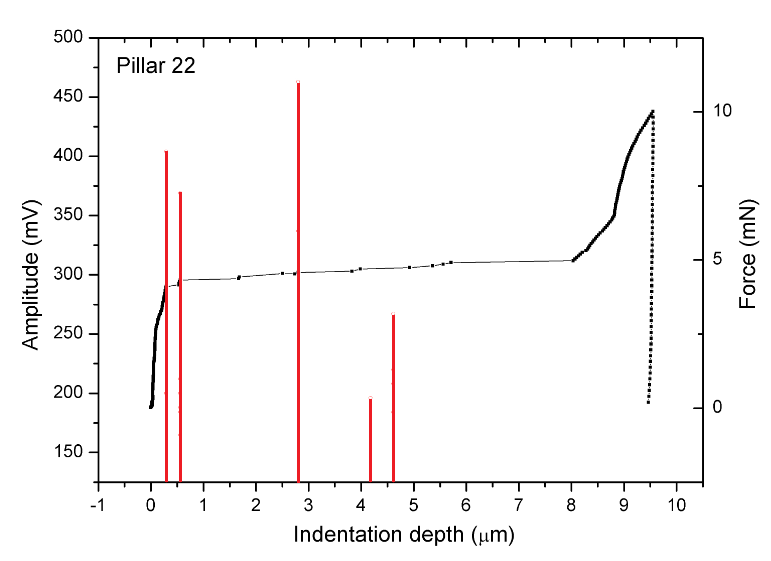 Pillar 22
500
450
400
350
300
250
200
150
Amplitude (mV)
10
5
0
Force (mN)
-1 0 1 2 3 4 5 6 7 8 9 10
Indentation depth (μm)